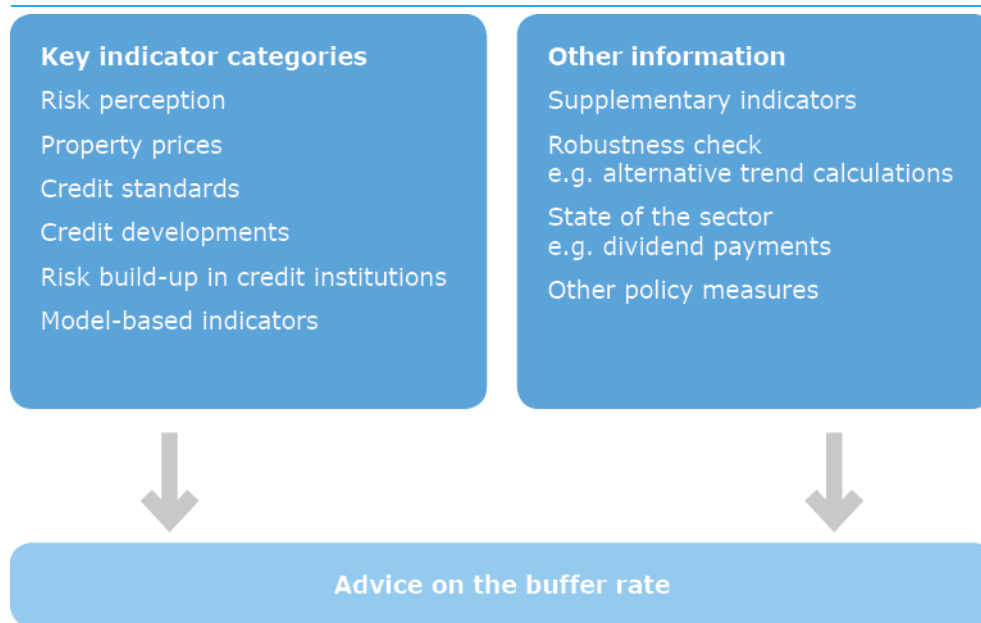 Key indicator categories
Risk perception
Property prices
Credit standards
Credit developments
Risk build-up in credit institutions
Model-based indicators
Other information
Supplementary indicators
Robustness check
e.g. alternative trend calculations
State of the sector
e.g. dividend payments
Other policy measures
Advice on the buffer rate